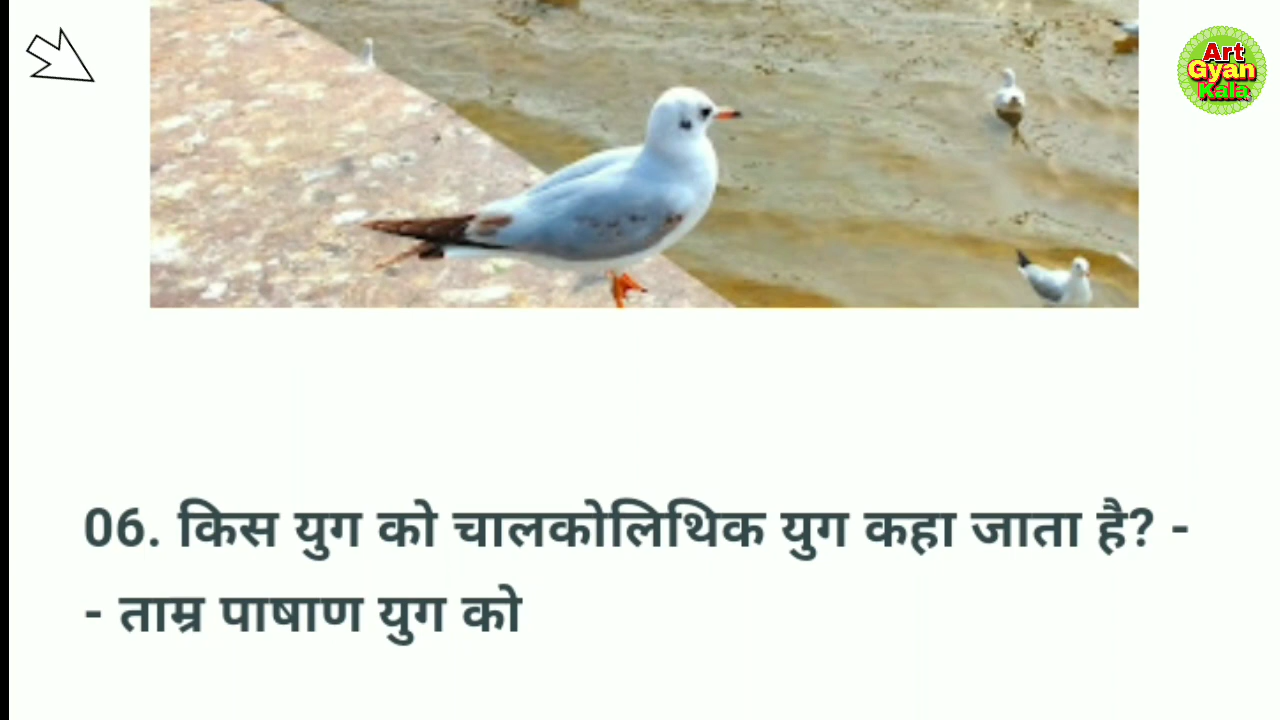 Art
Gyan
Kala
06. किस युग को चालकोलिथिक युग कहा जाता है? -
- ताम्र पाषाण युग को